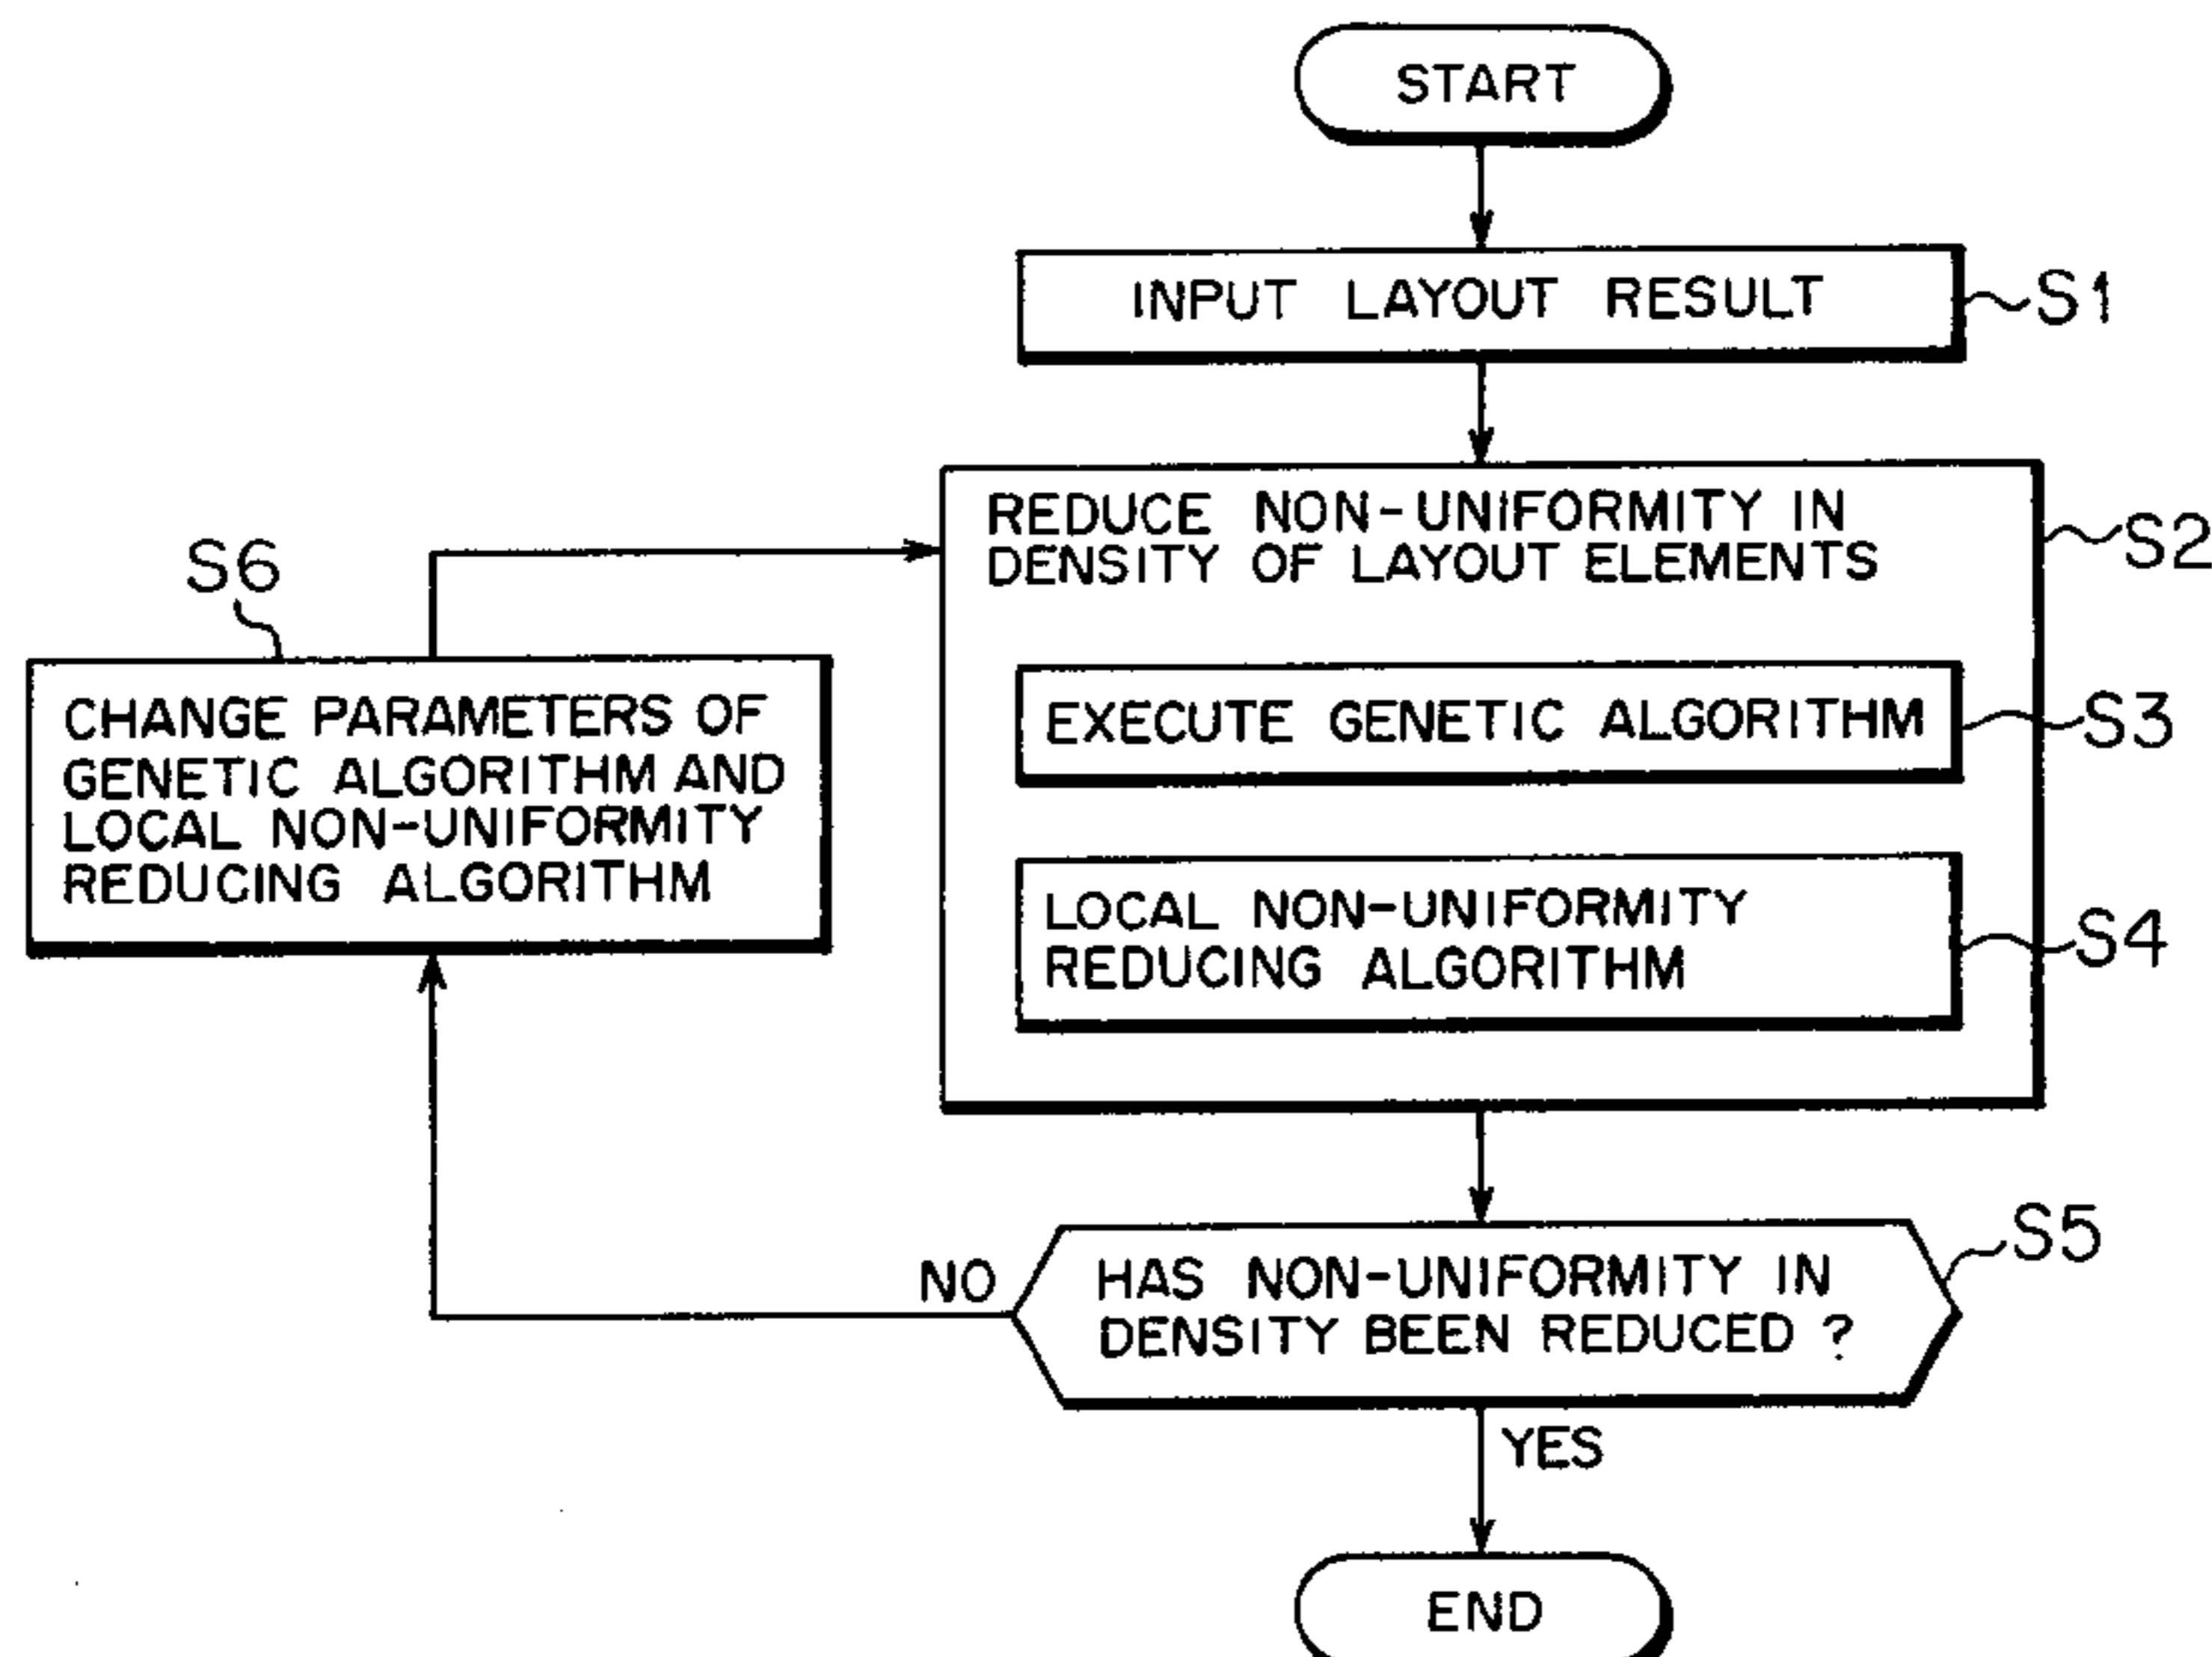 START
INPUT LAYOUT RESULT
S1
REDUCE NON-UNIFORMITY IN
DENSITY OF LAYOUT ELEMENTS
S2
EXECUTE GENETIC ALGORITHM
S3
LOCAL NON-UNIFORMITY
REDUCING ALGORITHM
S4
S6
CHANGE PARAMETERS OF
GENETIC ALGORITHM AND
LOCAL NON-UNIFORMITY
REDUCING ALGORITHM
HAS NON-UNIFORMITY IN
DENSITY BEEN REDUCED ?
S5
NO
YES
END